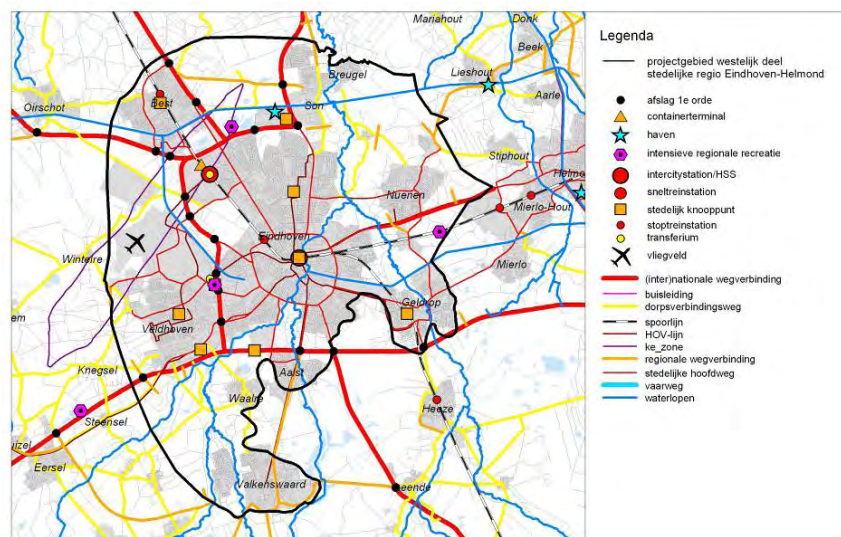 Mariahout
Donk
Beek
Breugel
Lieshout
Oirschot
Best
Son
Aarle
Stiphout
Helmo
Nuenen
Mierlo-Hout
Eindhoven
Wintelre
Mierlo
em
Geldrop
Veldhoven
Knegsel
Aalst
Waalre
Heeze
Steensel
uizel
Eersel
Valkenswaard
eende
Legenda
projectgebied westelijk deel
stedelijke regio Eindhoven-Helmond
afslag 1e orde
containerterminal
haven
intensieve regionale recreatie
intercitystation/HSS
sneltreinstation
stedelijk knooppunt
stoptreinstation
transferium
vliegveld
(inter)nationale wegverbinding
buisleiding
dorpsverbindingsweg
spoorlijn
HOV-lijn
ke_zone
regionale wegverbinding
stedelijke hoofdweg
vaarweg
waterlopen